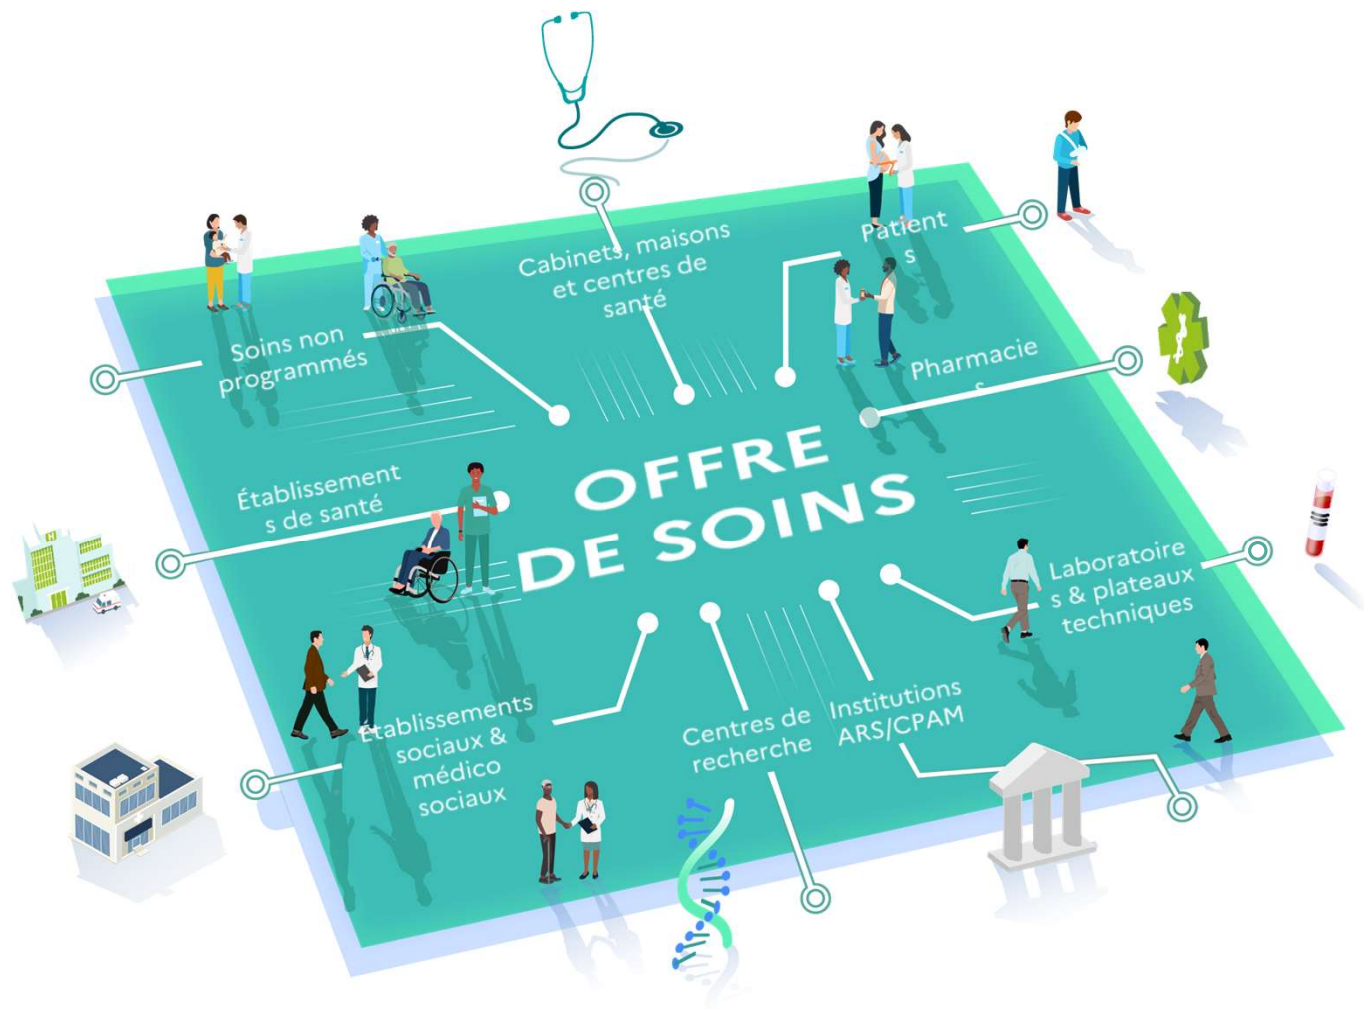 Cabinets, maisons
et centres de
santé
Patient
s
Soins non
programmés
Pharmacie
s
Établissement
s de santé
OFFRE
DE SOINS
Laboratoire
s & plateaux
techniques
Établissements
sociaux &
médico
sociaux
Centres de
recherche
Institutions
ARS/CPAM